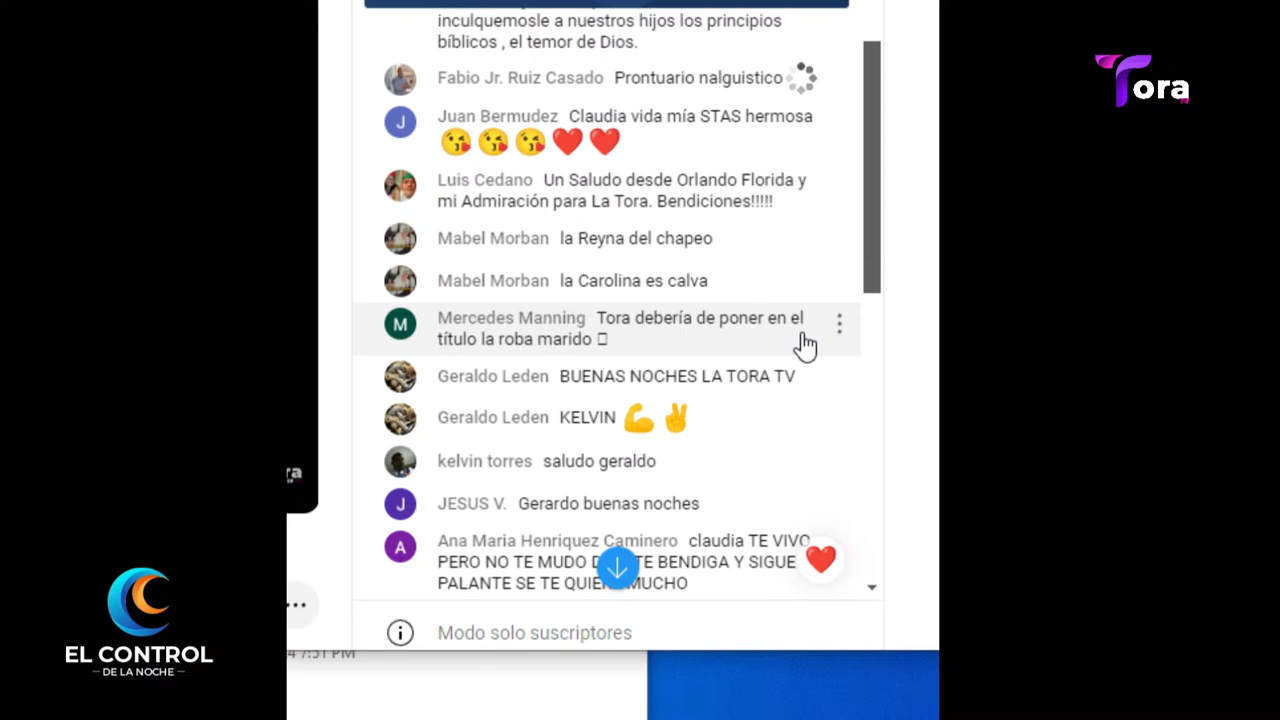 inculquemosle a nuestros hijos los principios
bíblicos , el temor de Dios.
Fabio Jr. Ruiz Casado Prontuario nalguistico
Juan Bermudez Claudia vida mía STAS hermosa
😘😘😘❤️❤️
Luis Cedano Un Saludo desde Orlando Florida y
mi Admiración para La Tora. Bendiciones!!!!!
Mabel Morban la Reyna del chapeo
Mabel Morban la Carolina es calva
M Mercedes Manning Tora debería de poner en el
título la roba marido
Geraldo Leden BUENAS NOCHES LA TORA TV
Geraldo Leden KELVIN 💪✌️
kelvin torres saludo geraldo
J JESUS V. Gerardo buenas noches
A Ana Maria Henriquez Caminero claudia TE VIVO
PERO NO TE MUDO TE BENDIGA Y SIGUE
PALANTE SE TE MUCHO
Modo solo suscriptores
7:51 PM
Tora
J
EL CONTROL
DE LA NOCHE